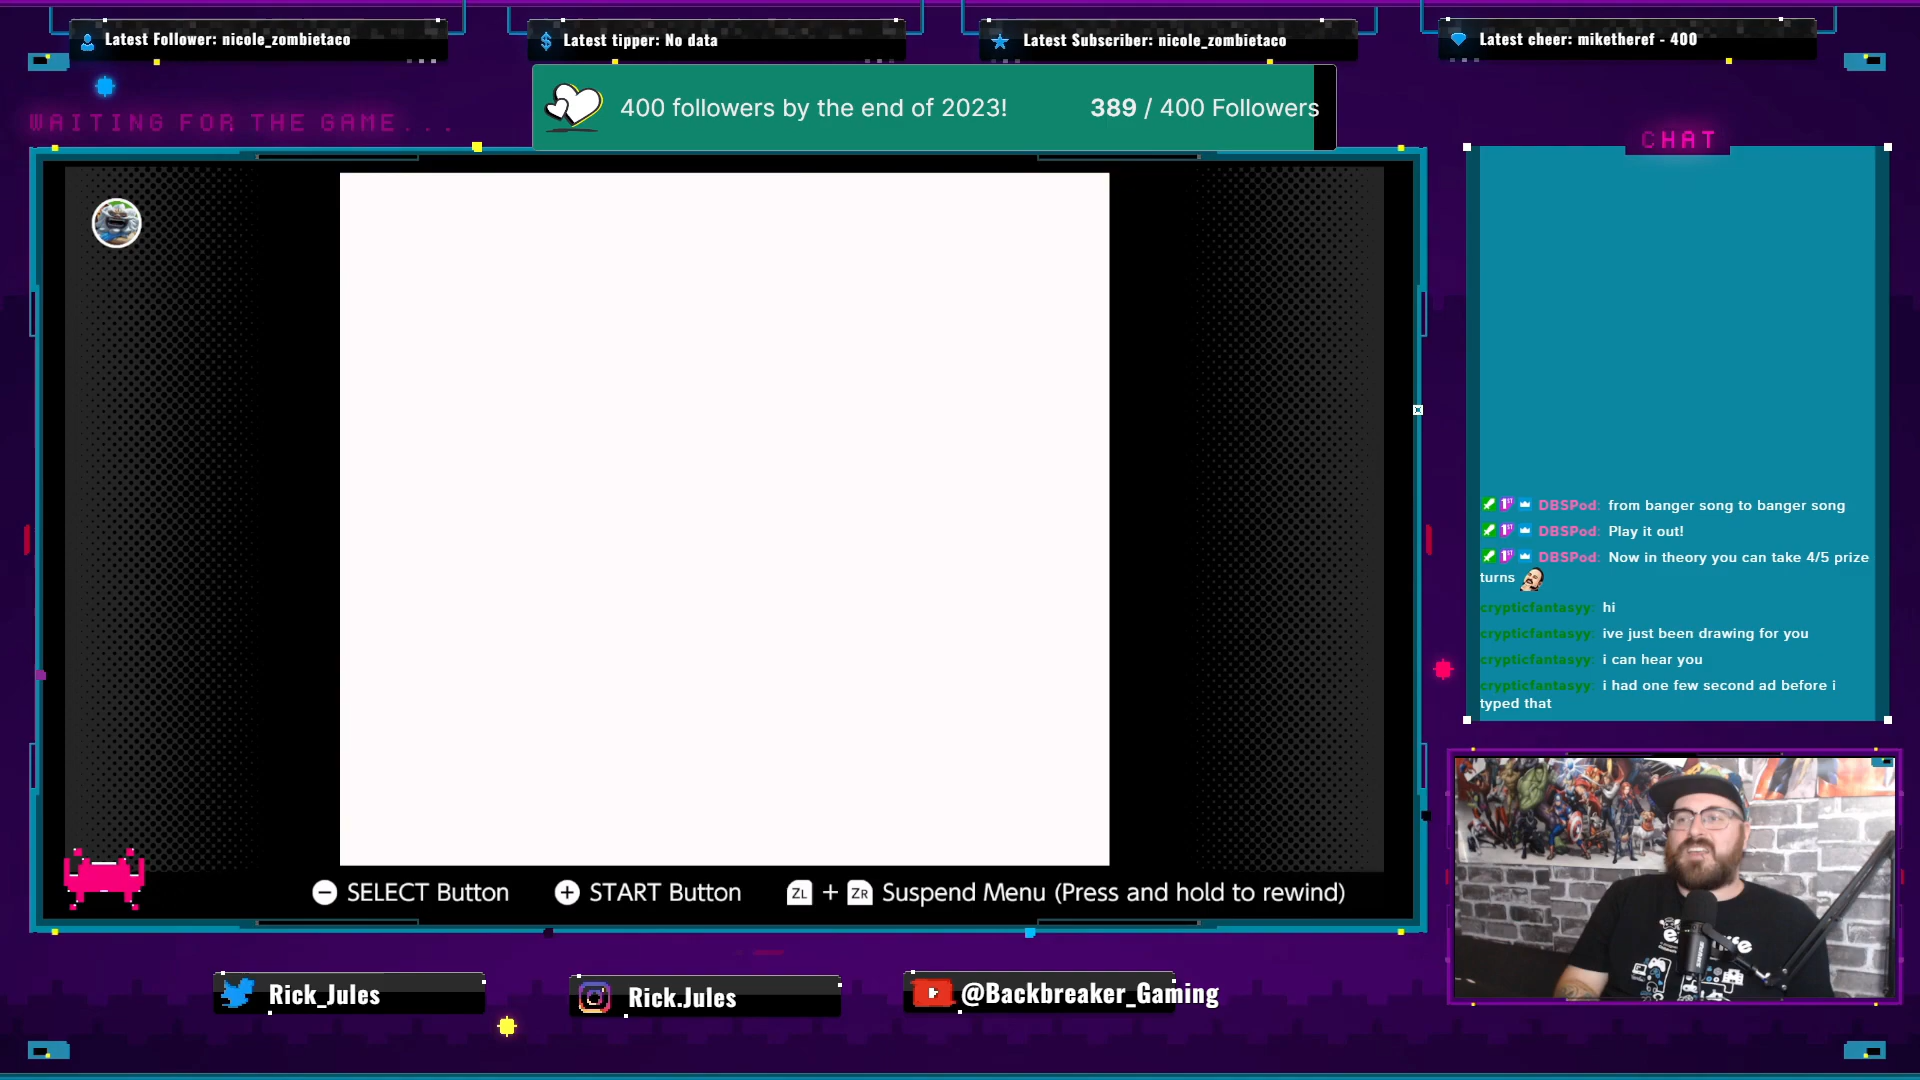 Latest Follower: nicole_zombietaco
Latest tipper: No data
Latest Subscriber: nicole_zombietaco
Latest cheer: miketheref - 400
400 followers by the end of 2023! 389 / 400 Followers
WAITING FOR THE GAME...
CHAT
DBSPod: from banger song to banger song
DBSPod: Play it out!
DBSPod: Now in theory you can take 4/5 prize
turns
crypticfantasyy: hi
crypticfantasyy: ive just been drawing for you
crypticfantasyy: i can hear you
crypticfantasyy: i had one few second ad before i
typed that
SELECT Button
START Button
ZL + ZR Suspend Menu (Press and hold to rewind)
Rick_Jules
Rick.Jules
@Backbreaker_Gaming